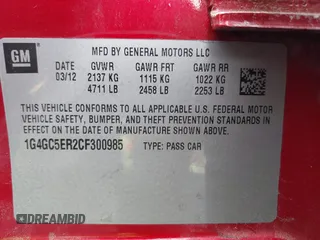 GM
MFD BY GENERAL MOTORS LLC
DATE GVWR GAWR FRT GAWR RR
03/12 2137 KG 1115 KG 1022 KG
4711 LB 2458 LB 2253 LB
THIS VEHICLE CONFORMS TO ALL APPLICABLE U.S. FEDERAL MOTOR
VEHICLE SAFETY, BUMPER, AND THEFT PREVENTION STANDARDS IN
EFFECT ON THE DATE OF MANUFACTURE SHOWN ABOVE.
1G4GC5ER2CF300985 TYPE: PASS CAR
DREAMBID